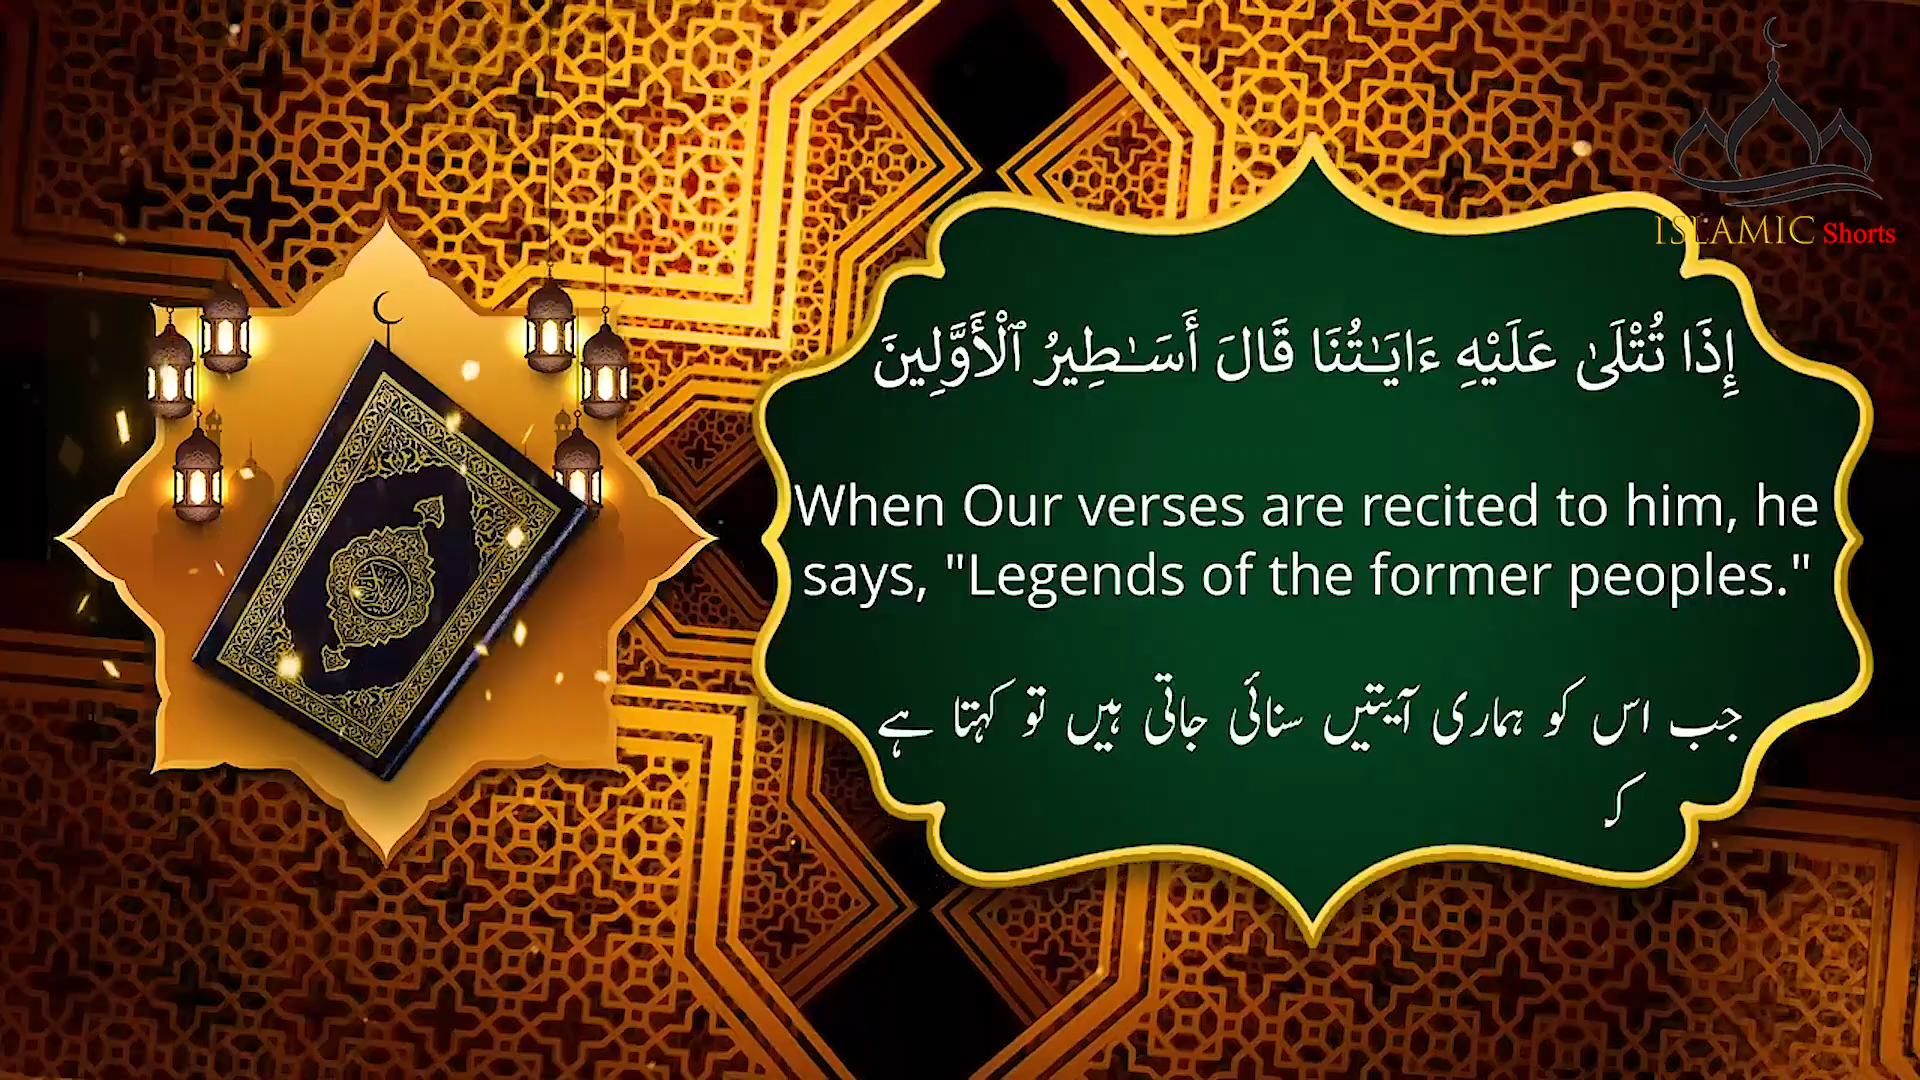 ISLAMIC Shorts
إِذَا تُتْلَىٰ عَلَيْهِ ءَايَـٰتُنَا قَالَ أَسَـٰطِيرُ ٱلْأَوَّلِينَ
When Our verses are recited to him, he
says, "Legends of the former peoples."
جب اس کو ہماری آیتیں سنائی جاتی ہیں تو کہتا ہے
کہ